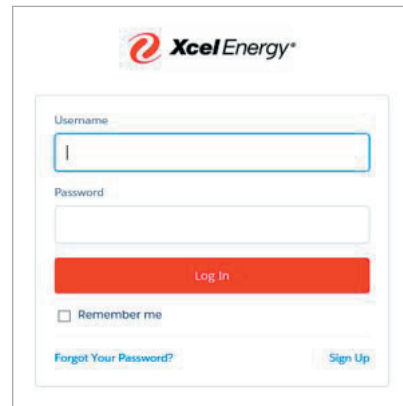 Xcel Energy®
Username
Password
Log In
Remember me
Forgot Your Password? Sign Up